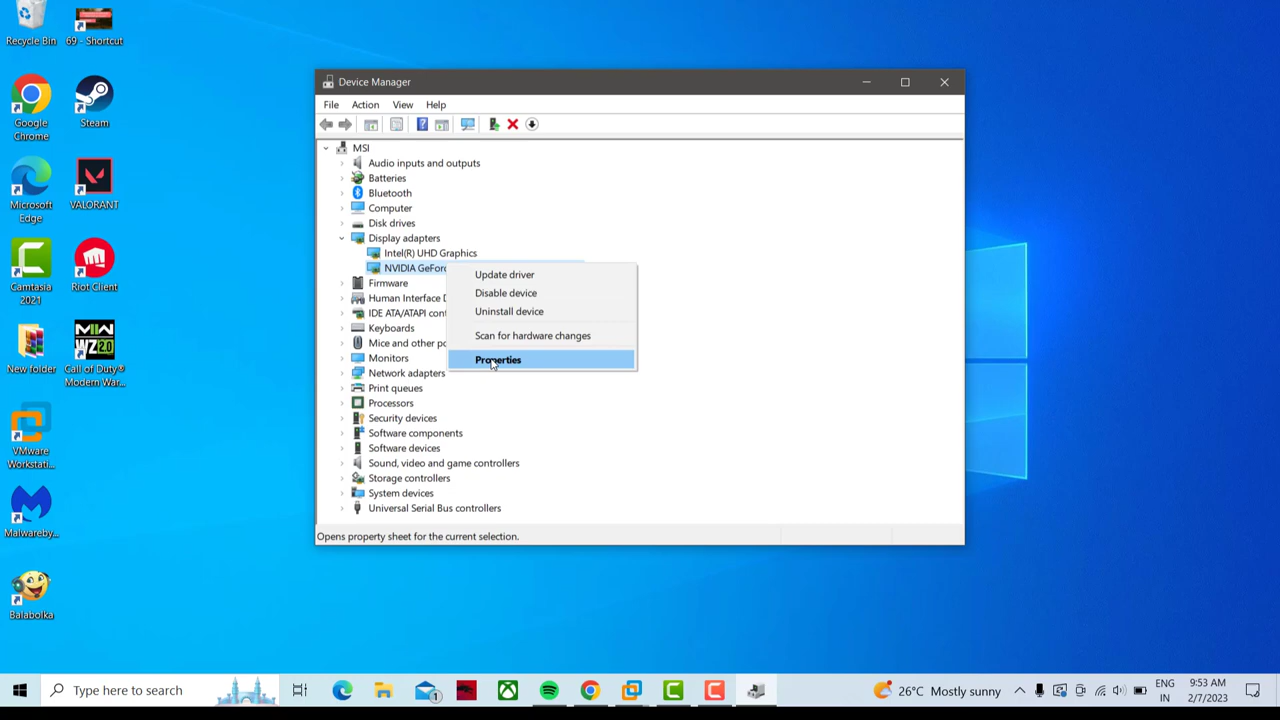 Recycle Bin
69 - Shortcut
Google
Chrome
Steam
Microsoft
Edge
VALORANT
Camtasia
2021
Riot Client
New folder
Call of Duty®
Modern War...
VMware
Workstati...
Malwareby...
Balabolka
Device Manager
File Action View Help
MSI
Audio inputs and outputs
Batteries
Bluetooth
Computer
Disk drives
Display adapters
Intel(R) UHD Graphics
NVIDIA GeForc
Firmware
Human Interface D
IDE ATA/ATAPI cont
Keyboards
Mice and other po
Monitors
Network adapters
Print queues
Processors
Security devices
Software components
Software devices
Sound, video and game controllers
Storage controllers
System devices
Universal Serial Bus controllers
Update driver
Disable device
Uninstall device
Scan for hardware changes
Properties
Opens property sheet for the current selection.
Type here to search
1
26°C Mostly sunny
ENG
IN
9:53 AM
2/7/2023
MW
WZ 2.0